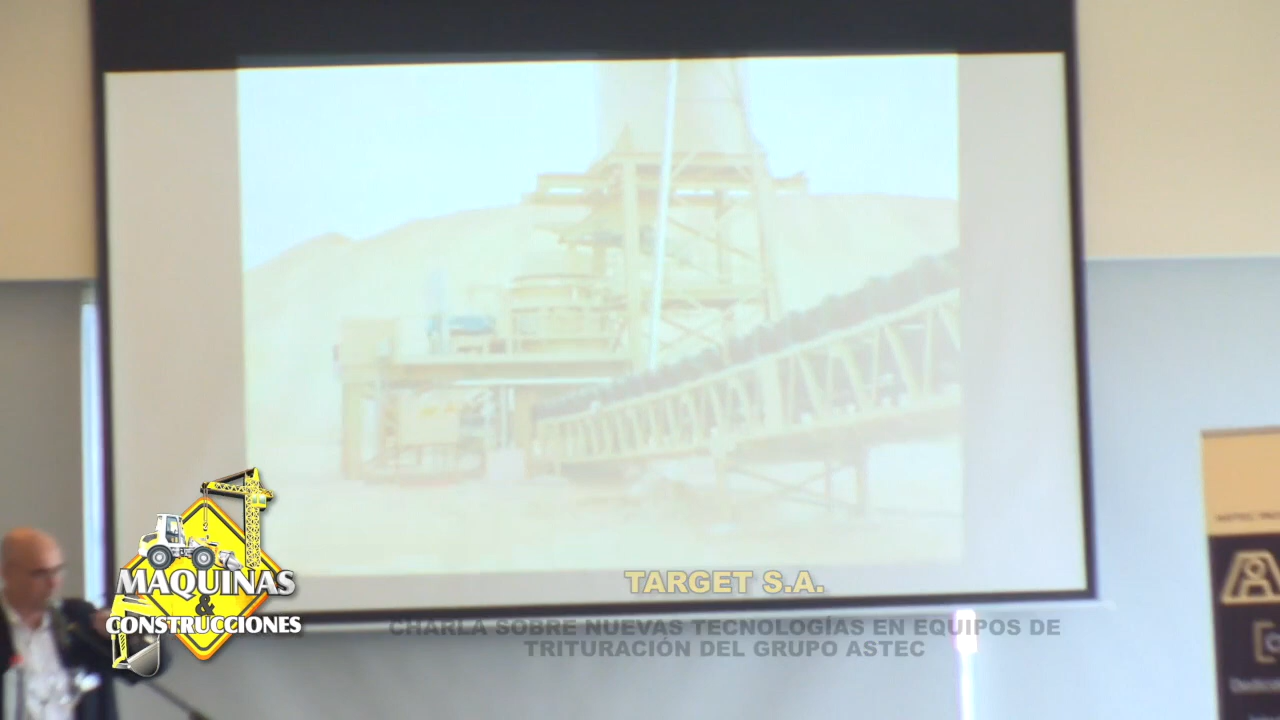 MAQUINAS
&
CONSTRUCCIONES
TARGET S.A.
CHARLA SOBRE NUEVAS TECNOLOGÍAS EN EQUIPOS DE
TRITURACIÓN DEL GRUPO ASTEC